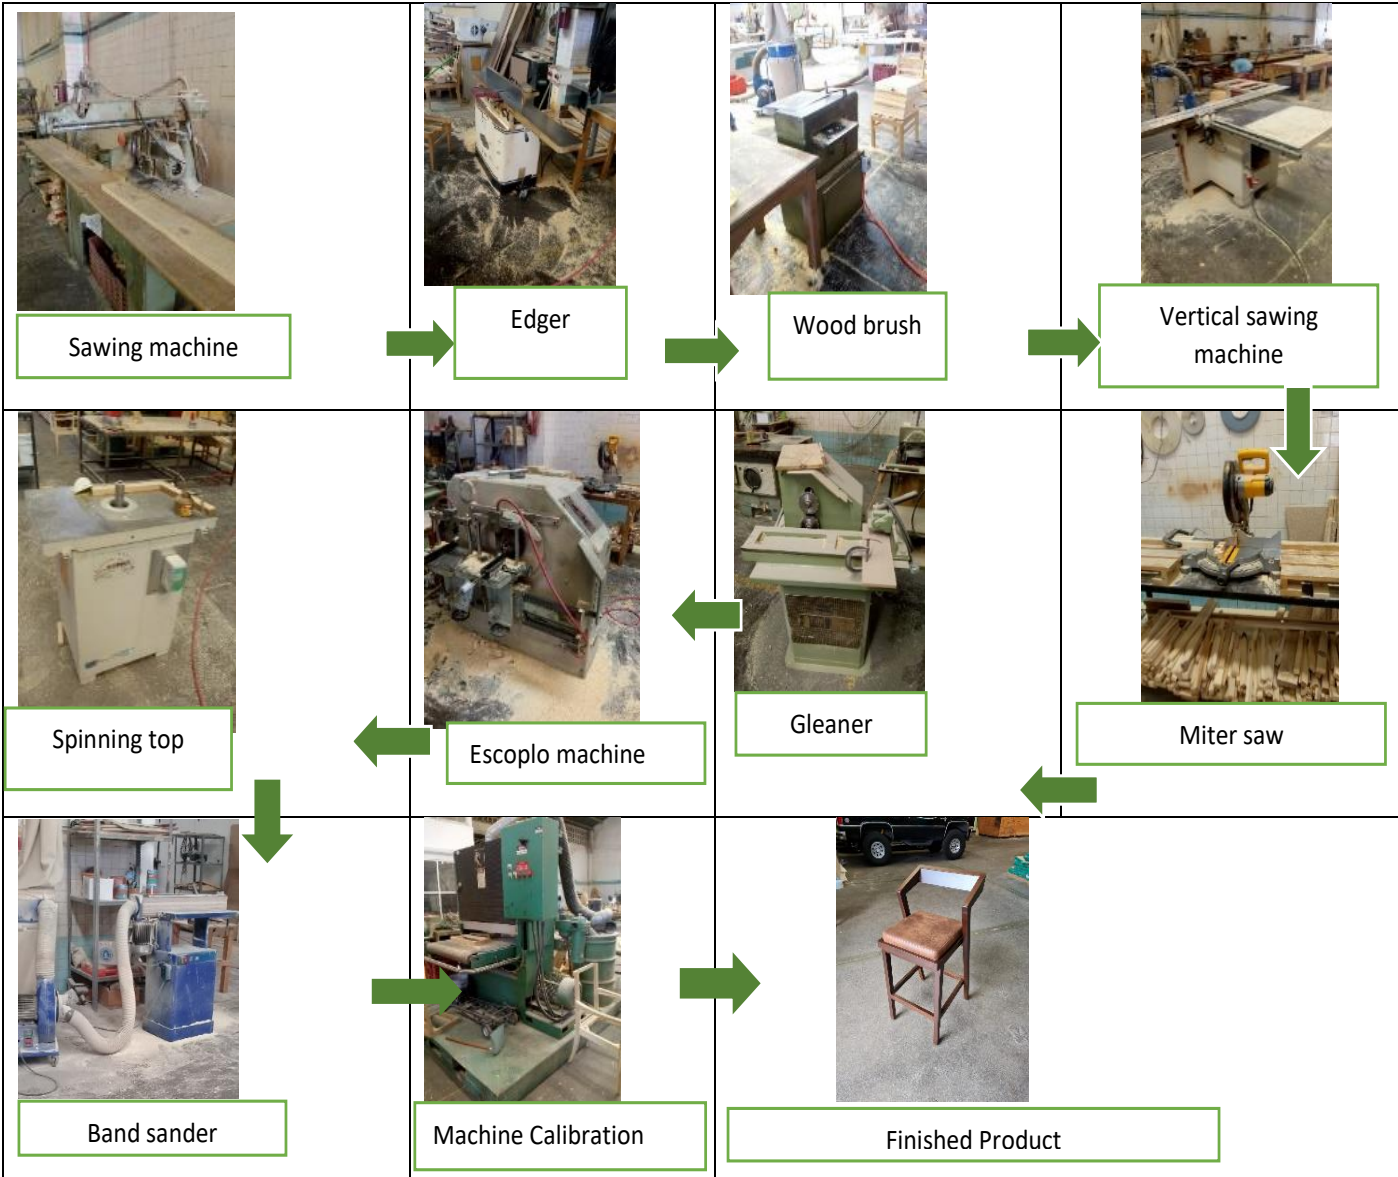 Sawing machine
Edger
Wood brush
Vertical sawing
machine
Spinning top
Escoplo machine
Gleaner
Miter saw
Band sander
Machine Calibration
Finished Product